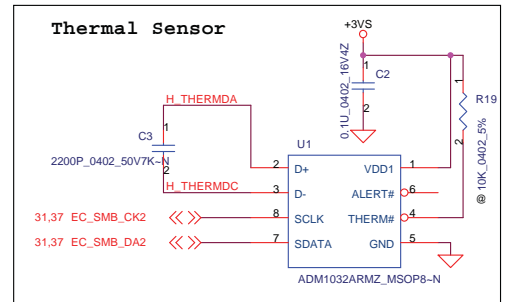 Thermal Sensor
+3VS
1
C2
2
0.1U_0402_16V4Z
1
R19
2
@ 10K_0402_5%
H_THERMDA
1
C3
2200P_0402_50V7K~N
2
H_THERMDC
U1
2 D+ VDD1 1
3 D- ALERT# 6
31,37 EC_SMB_CK2 8 SCLK THERM# 4
31,37 EC_SMB_DA2 7 SDATA GND 5
ADM1032ARMZ_MSOP8~N